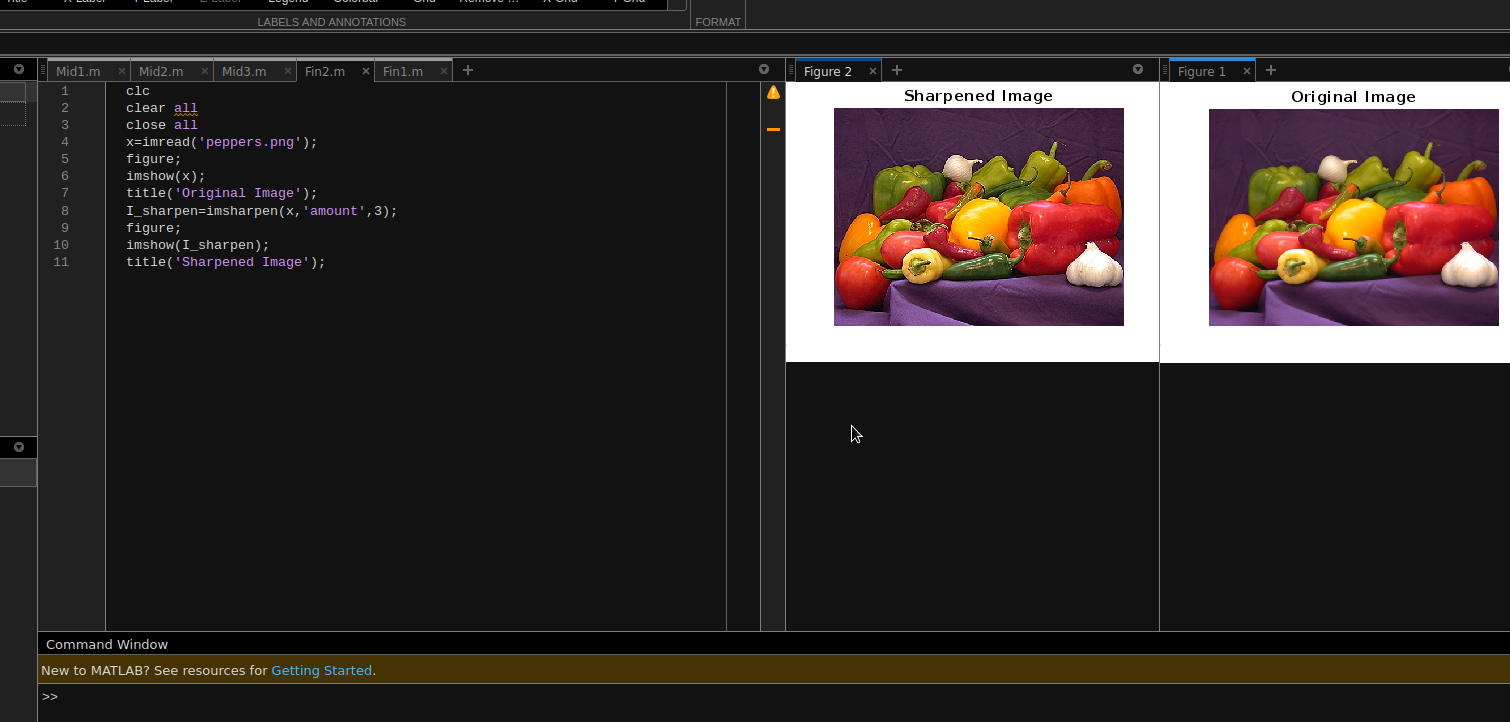 LABELS AND ANNOTATIONS
FORMAT
Mid1.m × Mid2.m × Mid3.m × Fin2.m × Fin1.m × +
1 clc
2 clear all
3 close all
4 x=imread('peppers.png');
5 figure;
6 imshow(x);
7 title('Original Image');
8 I_sharpen=imsharpen(x,'amount',3);
9 figure;
10 imshow(I_sharpen);
11 title('Sharpened Image');
Figure 2 × +
Sharpened Image
Figure 1 × +
Original Image
Command Window
New to MATLAB? See resources for Getting Started.
>>